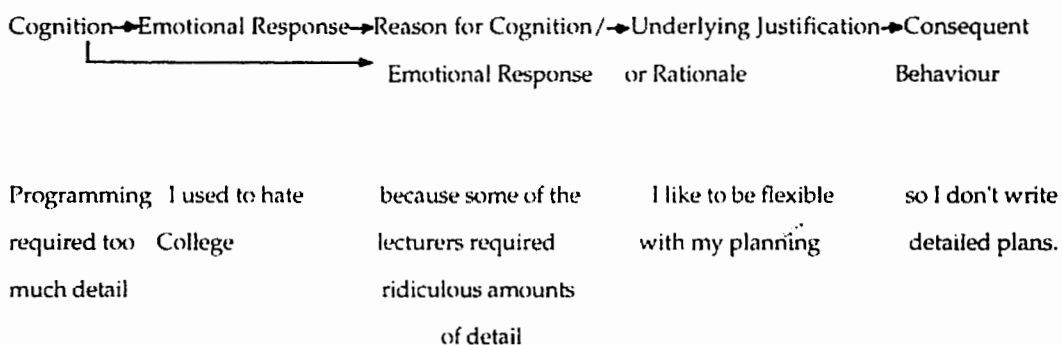 Cognition→Emotional Response→Reason for Cognition/→Underlying Justification→Consequent
Emotional Response or Rationale Behaviour
Programming I used to hate because some of the I like to be flexible so I don't write
required too College lecturers required with my planning detailed plans.
much detail ridiculous amounts
of detail